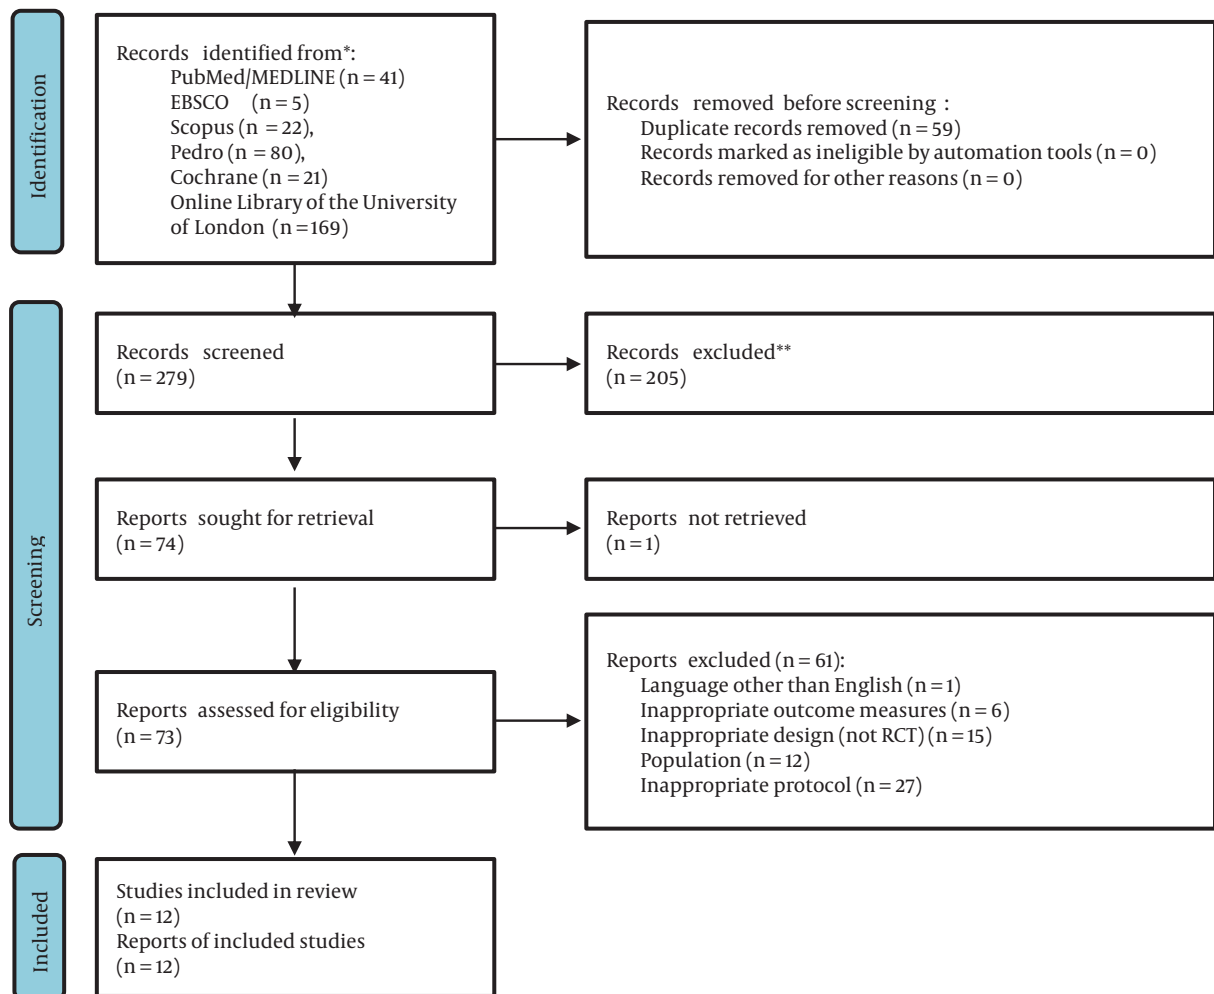 Identification
Records identified from*:
PubMed/MEDLINE (n = 41)
EBSCO (n = 5)
Scopus (n = 22),
Pedro (n = 80),
Cochrane (n = 21)
Online Library of the University
of London (n = 169)
Records removed before screening :
Duplicate records removed (n = 59)
Records marked as ineligible by automation tools (n = 0)
Records removed for other reasons (n = 0)
Screening
Records screened
(n = 279)
Records excluded**
(n = 205)
Reports sought for retrieval
(n = 74)
Reports not retrieved
(n = 1)
Reports assessed for eligibility
(n = 73)
Reports excluded (n = 61):
Language other than English (n = 1)
Inappropriate outcome measures (n = 6)
Inappropriate design (not RCT) (n = 15)
Population (n = 12)
Inappropriate protocol (n = 27)
Included
Studies included in review
(n = 12)
Reports of included studies
(n = 12)